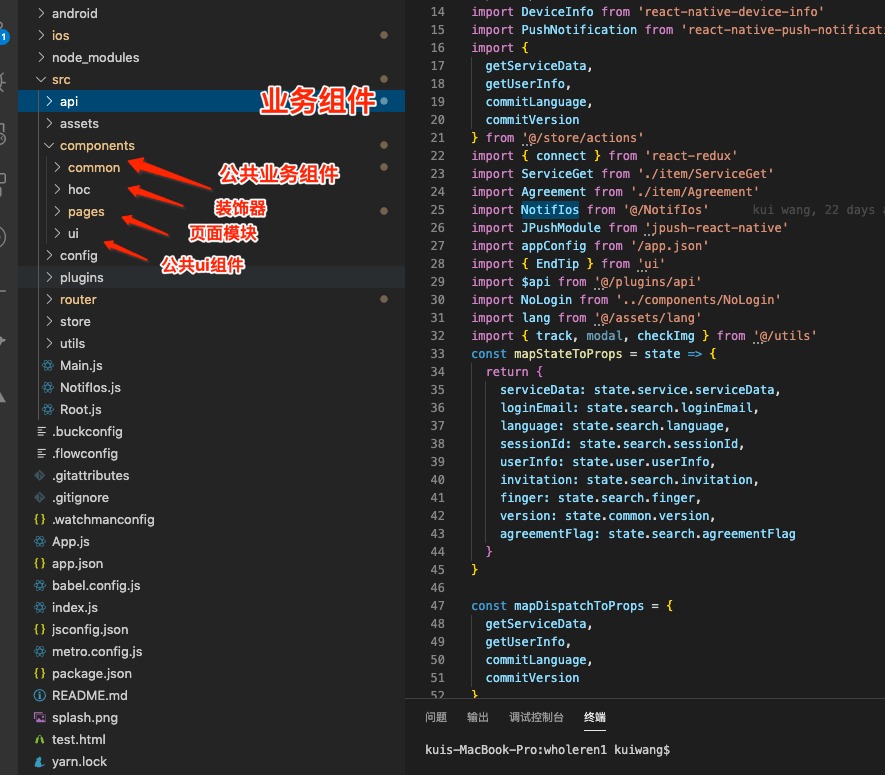 android
ios
node_modules
src
api
业务组件
assets
components
common
公共业务组件
hoc
装饰器
pages
页面模块
ui
公共ui组件
config
plugins
router
store
utils
Main.js
NotifIos.js
Root.js
.buckconfig
.flowconfig
.gitattributes
.gitignore
.watchmanconfig
App.js
app.json
babel.config.js
index.js
jsconfig.json
metro.config.js
package.json
README.md
splash.png
test.html
yarn.lock
1
14 import DeviceInfo from 'react-native-device-info'
15 import PushNotification from 'react-native-push-notificati
16 import {
17 getServiceData,
18 getUserInfo,
19 commitLanguage,
20 commitVersion
21 } from '@/store/actions'
22 import { connect } from 'react-redux'
23 import ServiceGet from './item/ServiceGet'
24 import Agreement from './item/Agreement'
25 import NotifIos from '@/NotifIos' kui wang, 22 days a
26 import JPushModule from 'jpush-react-native'
27 import appConfig from '/app.json'
28 import { EndTip } from 'ui'
29 import $api from '@/plugins/api'
30 import NoLogin from '../components/NoLogin'
31 import lang from '@/assets/lang'
32 import { track, modal, checkImg } from '@/utils'
33 const mapStateToProps = state => {
34 return {
35 serviceData: state.service.serviceData,
36 loginEmail: state.search.loginEmail,
37 language: state.search.language,
38 sessionId: state.search.sessionId,
39 userInfo: state.user.userInfo,
40 invitation: state.search.invitation,
41 finger: state.search.finger,
42 version: state.common.version,
43 agreementFlag: state.search.agreementFlag
44 }
45 }
46
47 const mapDispatchToProps = {
48 getServiceData,
49 getUserInfo,
50 commitLanguage,
51 commitVersion
52 }
问题 输出 调试控制台 终端
kuis-MacBook-Pro:wholeren1 kuiwang$